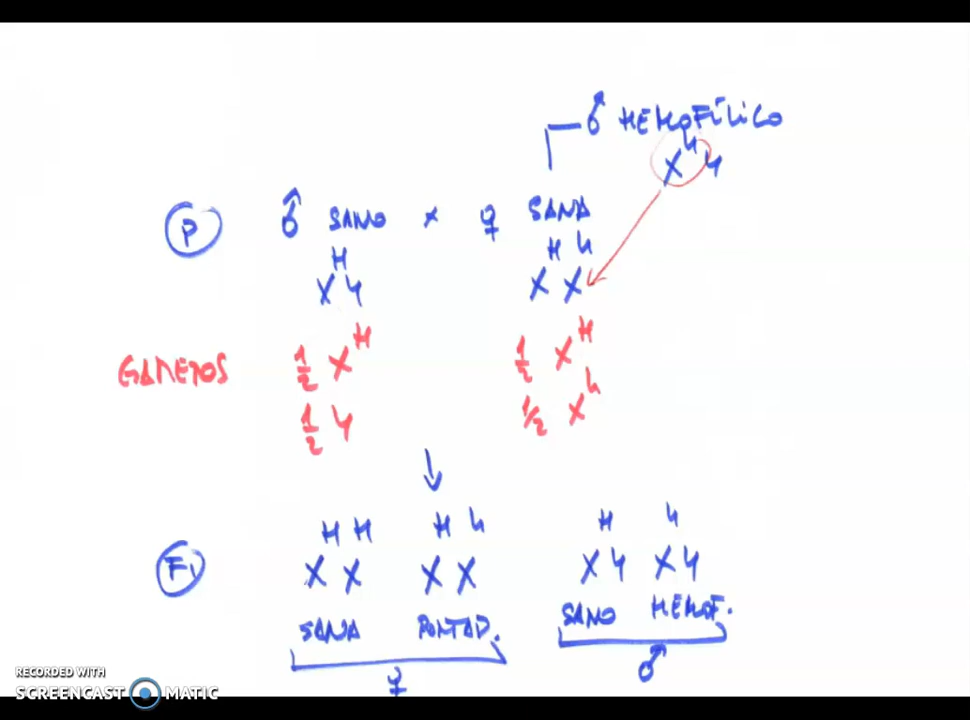 ♂ HEMOFÍLICO
X^h Y
P ♂ SANO x ♀ SANA
X^H Y X^H X^h
GAMETOS 1/2 X^H 1/2 X^H
1/2 Y 1/2 X^h
F1 X^H X^H X^H X^h X^H Y X^h Y
SANA PORTAD. SANO HEMOF.
♀ ♂
RECORDED WITH
SCREENCAST MATIC